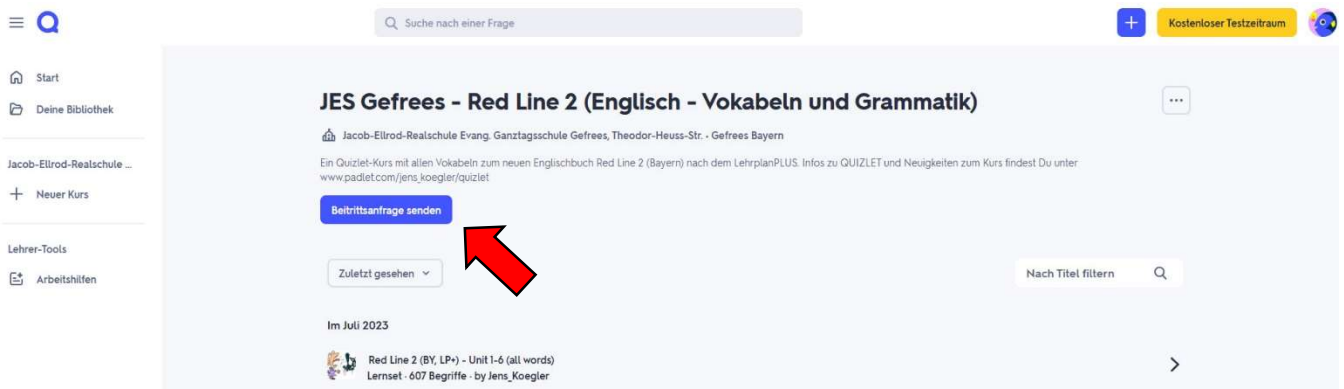 Suche nach einer Frage
+
Kostenloser Testzeitraum
Start
Deine Bibliothek
Jacob-Ellrod-Realschule ...
+ Neuer Kurs
Lehrer-Tools
Arbeitshilfen
JES Gefrees - Red Line 2 (Englisch - Vokabeln und Grammatik)
...
Jacob-Ellrod-Realschule Evang. Ganztagsschule Gefrees, Theodor-Heuss-Str. · Gefrees Bayern
Ein Quizlet-Kurs mit allen Vokabeln zum neuen Englischbuch Red Line 2 (Bayern) nach dem LehrplanPLUS. Infos zu QUIZLET und Neuigkeiten zum Kurs findest Du unter
www.padlet.com/jens_koegler/quizlet
Beitrittsanfrage senden
Zuletzt gesehen
Nach Titel filtern
Im Juli 2023
Red Line 2 (BY, LP+) - Unit 1-6 (all words)
Lernset · 607 Begriffe · by Jens_Koegler